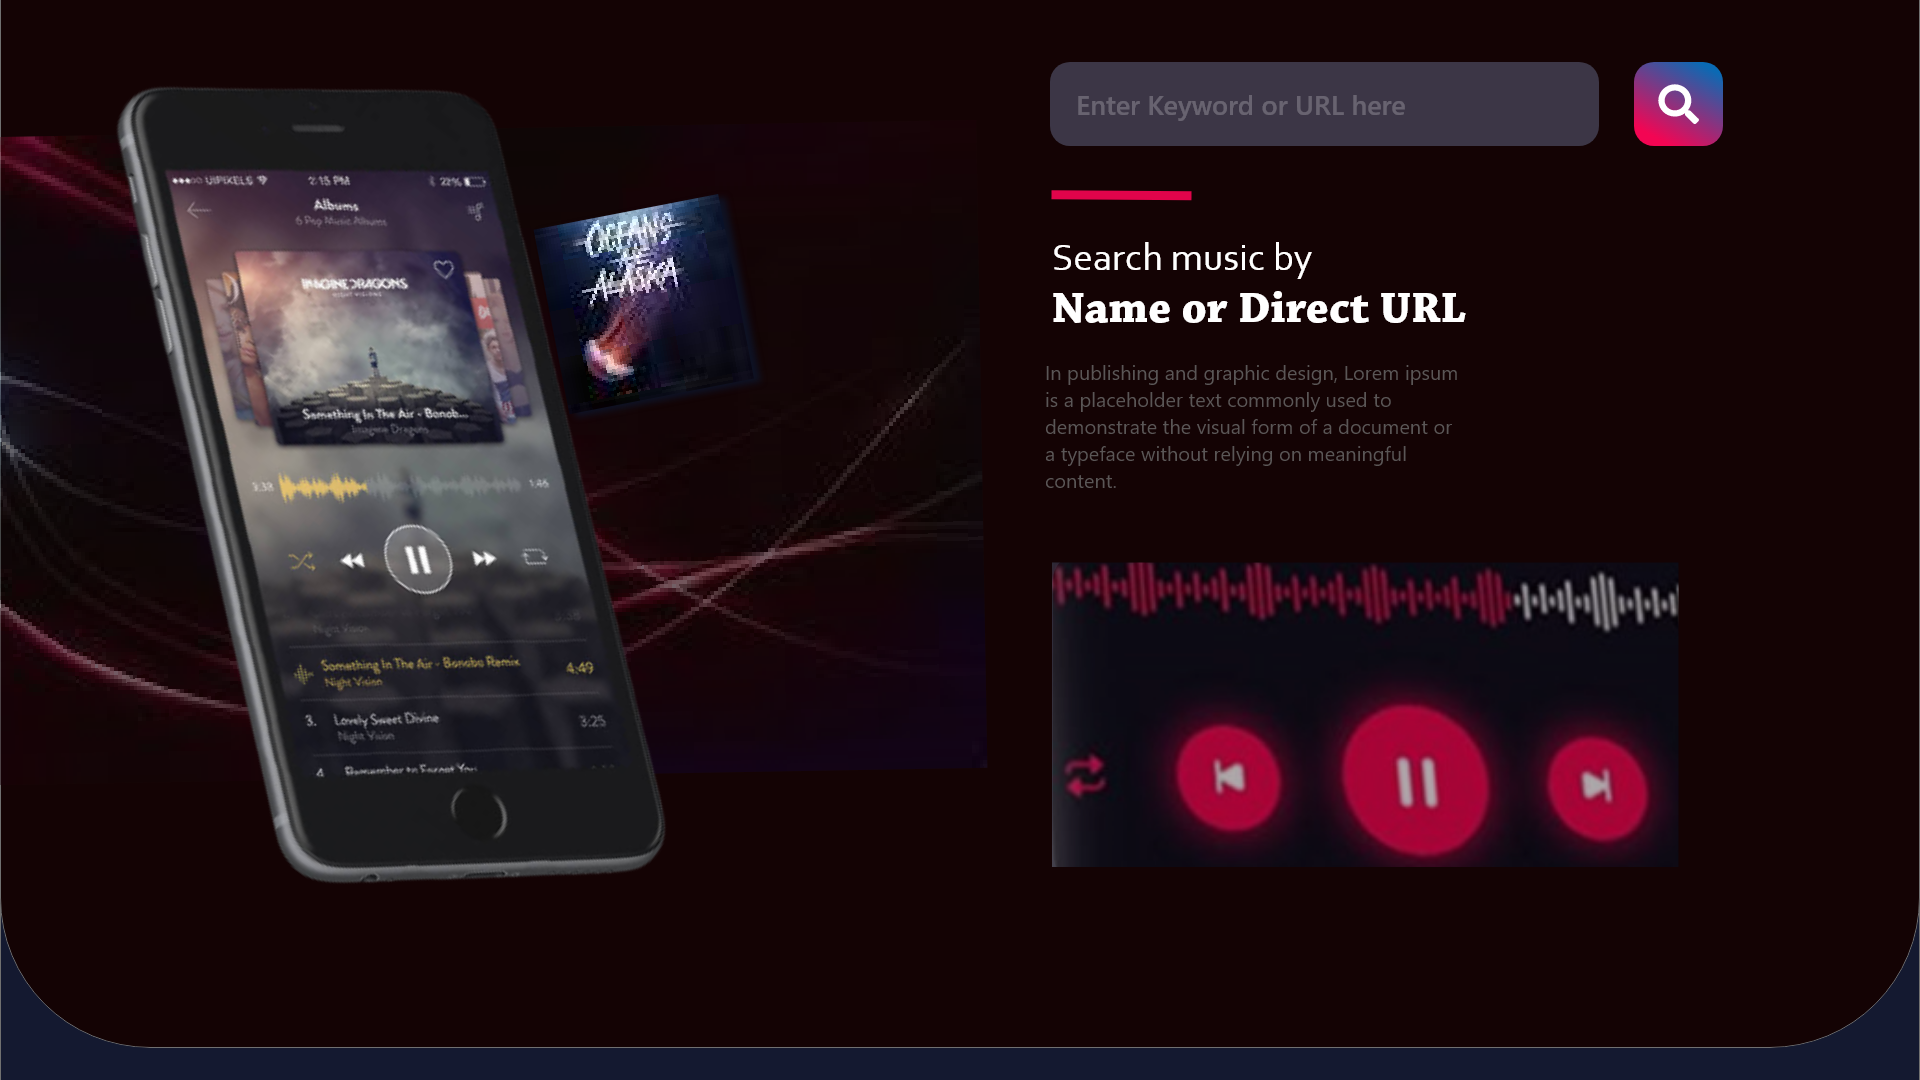 Enter Keyword or URL here
Search music by
Name or Direct URL
In publishing and graphic design, Lorem ipsum
is a placeholder text commonly used to
demonstrate the visual form of a document or
a typeface without relying on meaningful
content.
UIPIXELS
2:15 PM
22%
Albums
6 Pop Music Albums
IMAGINE DRAGONS
NIGHT VISIONS
Something In The Air - Bonob...
Imagine Dragons
3:38
1:46
Night Vision
3:38
Something In The Air - Bonobo Remix
4:49
Night Vision
3. Lovely Sweet Divine
3:25
Night Vision
4 Remember to Forget You
OCEANS
ATE
ALASKA